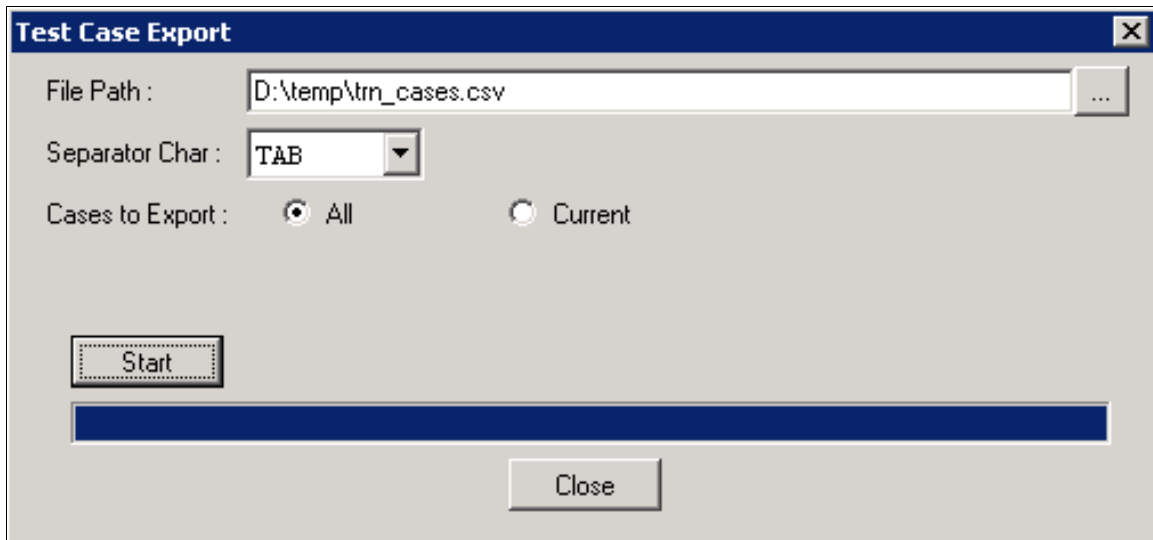 Test Case Export
File Path : D:\temp\trn_cases.csv ...
Separator Char : TAB
Cases to Export : All Current
Start
Close